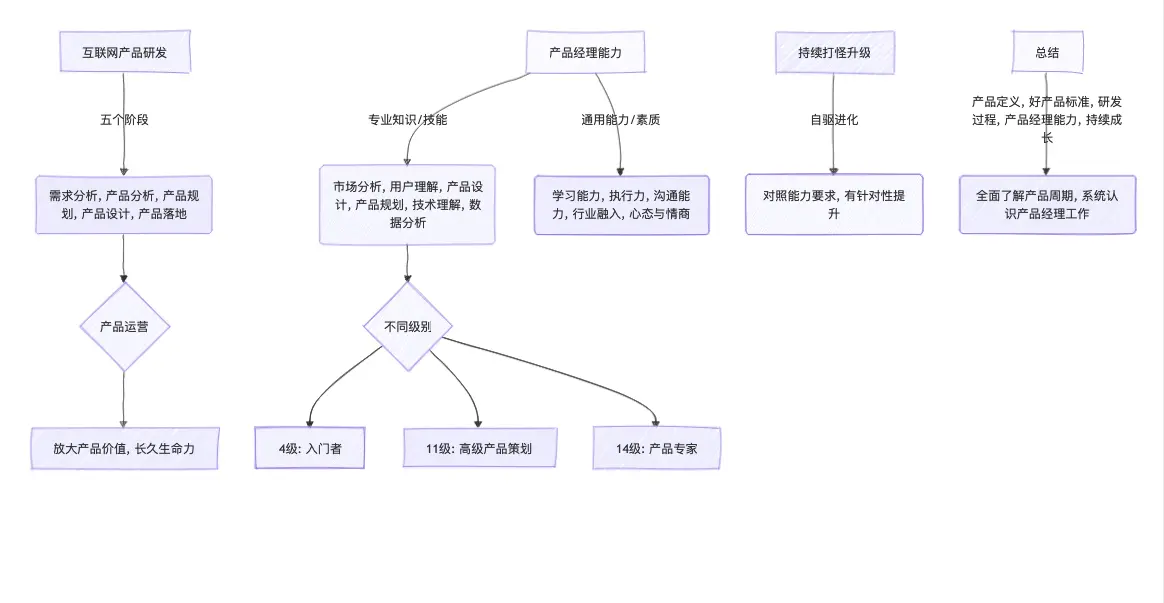 互联网产品研发
产品经理能力
持续打怪升级
总结
五个阶段
专业知识/技能
通用能力/素质
自驱进化
产品定义, 好产品标准, 研发
过程, 产品经理能力, 持续成
长
需求分析, 产品分析, 产品规
划, 产品设计, 产品落地
市场分析, 用户理解, 产品设
计, 产品规划, 技术理解, 数
据分析
学习能力, 执行力, 沟通能
力, 行业融入, 心态与情商
对照能力要求, 有针对性提
升
全面了解产品周期, 系统认
识产品经理工作
产品运营
不同级别
放大产品价值, 长久生命力
4级: 入门者
11级: 高级产品策划
14级: 产品专家